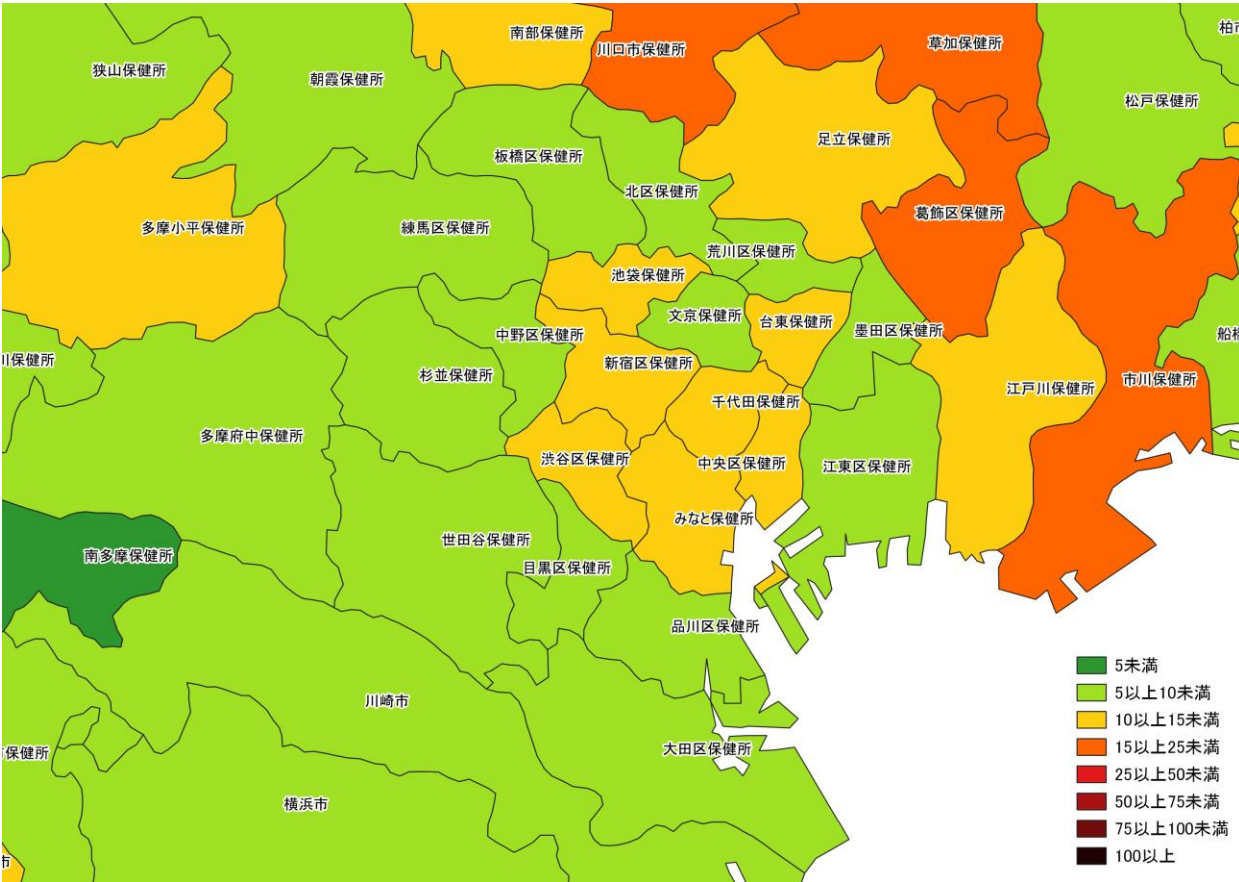 南部保健所
川口市保健所
草加保健所
柏市
狭山保健所
朝霞保健所
松戸保健所
足立保健所
板橋区保健所
北区保健所
葛飾区保健所
多摩小平保健所
練馬区保健所
荒川区保健所
池袋保健所
文京保健所
台東保健所
墨田区保健所
中野区保健所
船橋
川保健所
新宿区保健所
杉並保健所
市川保健所
江戸川保健所
千代田保健所
多摩府中保健所
渋谷区保健所
中央区保健所
江東区保健所
みなと保健所
世田谷保健所
南多摩保健所
目黒区保健所
品川区保健所
川崎市
大田区保健所
保健所
横浜市
市
5未満
5以上10未満
10以上15未満
15以上25未満
25以上50未満
50以上75未満
75以上100未満
100以上